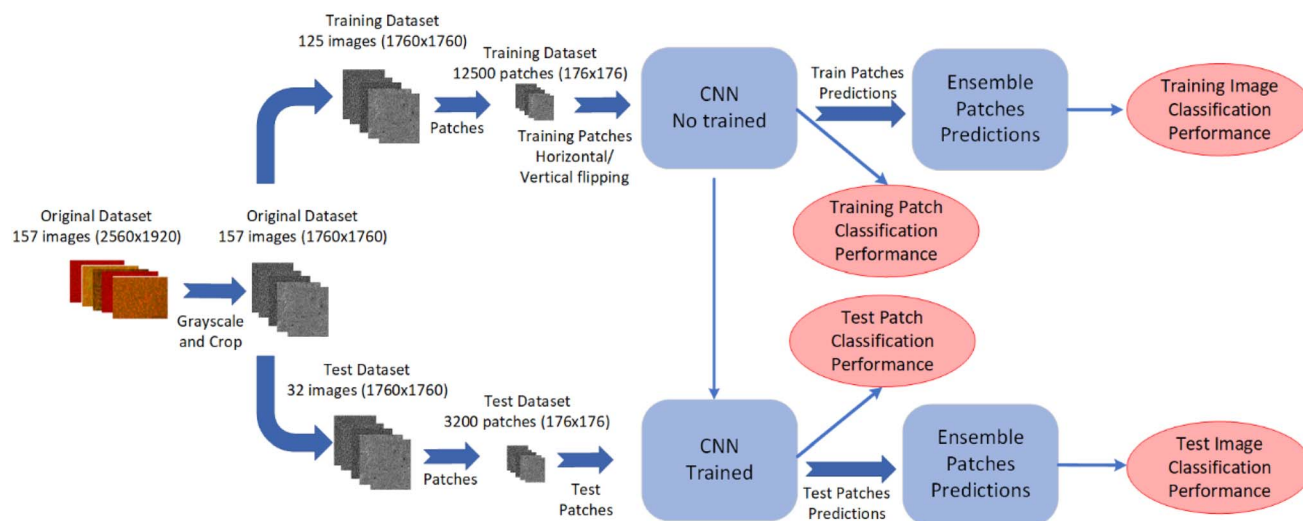 Training Dataset
125 images (1760x1760)
Training Dataset
12500 patches (176x176)
Patches
Training Patches
Horizontal/
Vertical flipping
CNN
No trained
Train Patches
Predictions
Ensemble
Patches
Predictions
Training Image
Classification
Performance
Training Patch
Classification
Performance
Original Dataset
157 images (2560x1920)
Original Dataset
157 images (1760x1760)
Grayscale
and Crop
Test Patch
Classification
Performance
Test Dataset
32 images (1760x1760)
Test Dataset
3200 patches (176x176)
Patches
Test
Patches
CNN
Trained
Test Patches
Predictions
Ensemble
Patches
Predictions
Test Image
Classification
Performance